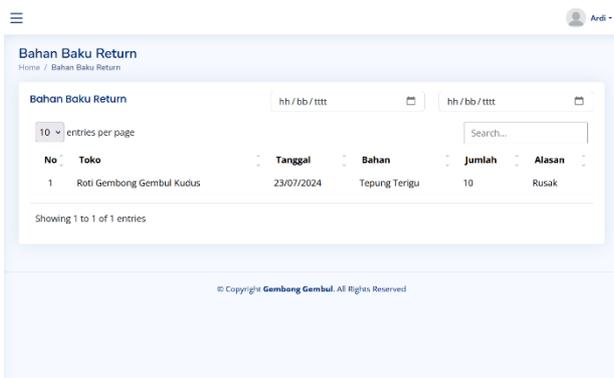 Ardi
Bahan Baku Return
Home / Bahan Baku Return
Bahan Baku Return
hh / bb / tttt
hh / bb / tttt
10 entries per page
Search...
No Toko Tanggal Bahan Jumlah Alasan
1 Roti Gembong Gembul Kudus 23/07/2024 Tepung Terigu 10 Rusak
Showing 1 to 1 of 1 entries
© Copyright Gembong Gembul. All Rights Reserved